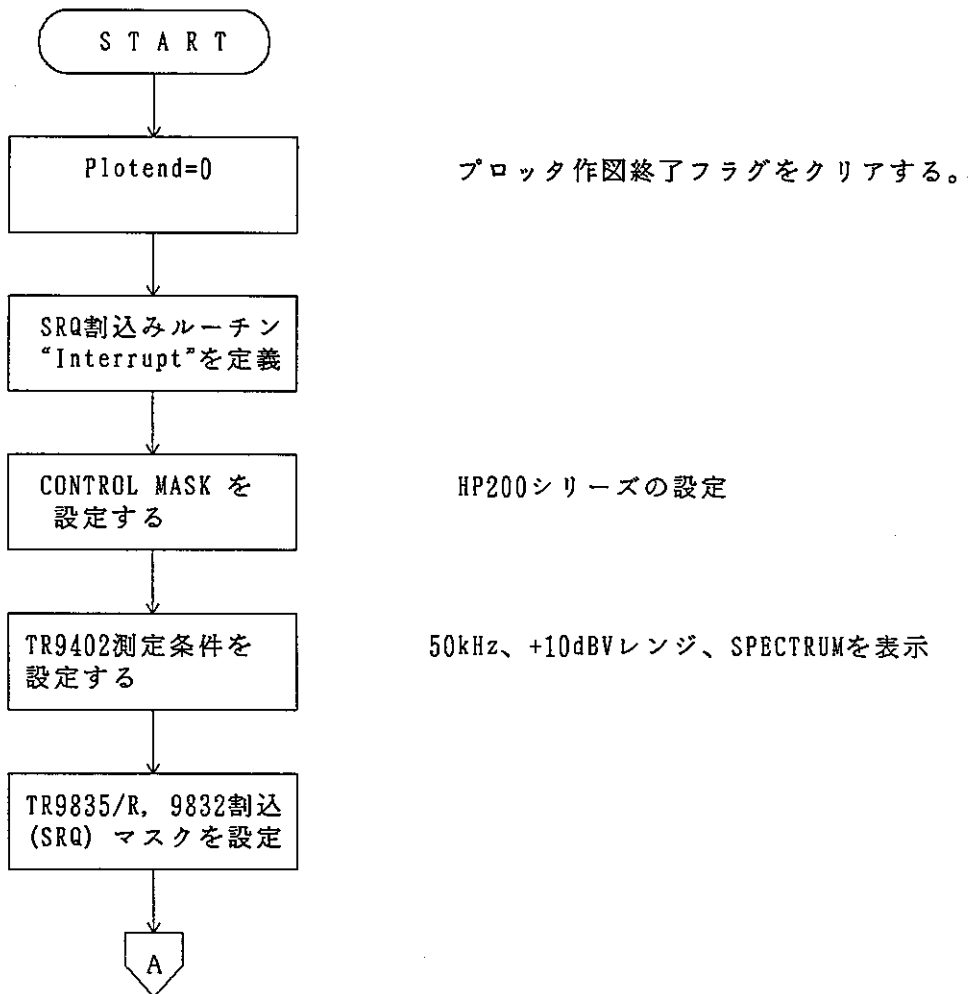 START
Plotend=0
プロッタ作図終了フラグをクリアする。
SRQ割込みルーチン
“Interrupt”を定義
CONTROL MASK を
設定する
HP200シリーズの設定
TR9402測定条件を
設定する
50kHz、+10dBVレンジ、SPECTRUMを表示
TR9835/R, 9832割込
(SRQ) マスクを設定
A